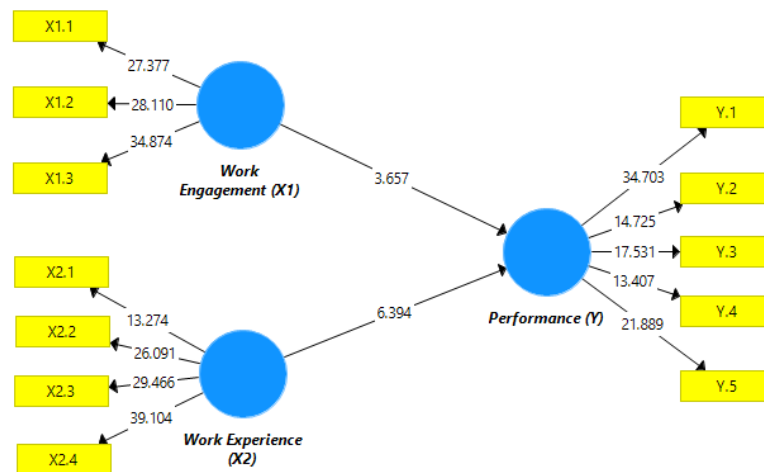 X1.1
27.377
X1.2
28.110
X1.3
34.874
Work
Engagement (X1)
3.657
X2.1
13.274
X2.2
26.091
X2.3
29.466
X2.4
39.104
Work Experience
(X2)
6.394
Performance (Y)
Y.1
34.703
Y.2
14.725
Y.3
17.531
Y.4
13.407
Y.5
21.889